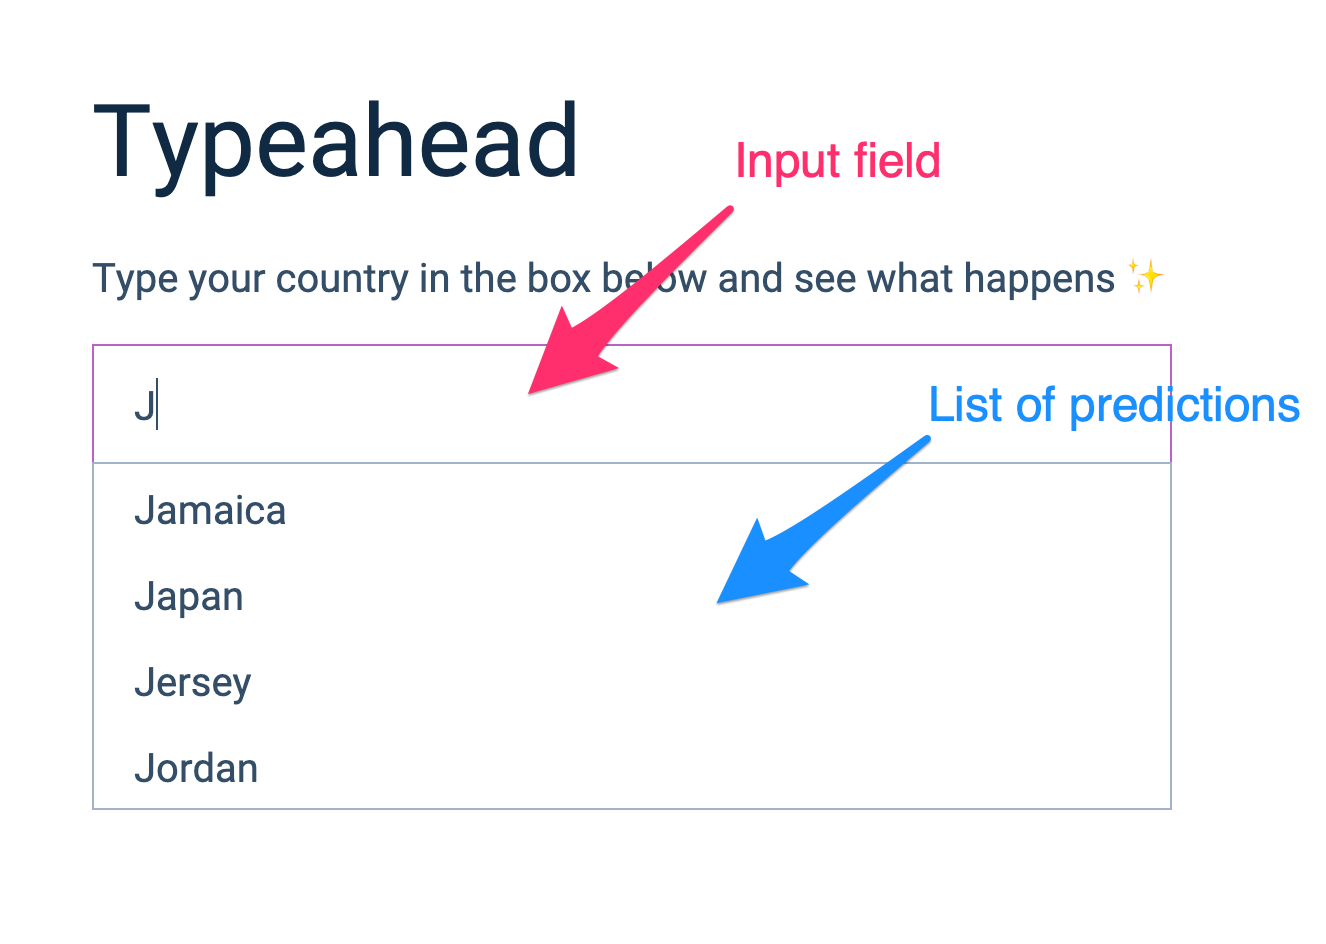 Typeahead
Input field
Type your country in the box below and see what happens ✨
J
List of predictions
Jamaica
Japan
Jersey
Jordan